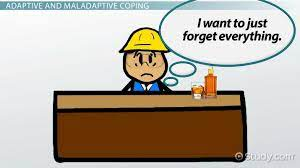 ADAPTIVE AND MALADAPTIVE COPING
I want to just
forget everything.
Study.com